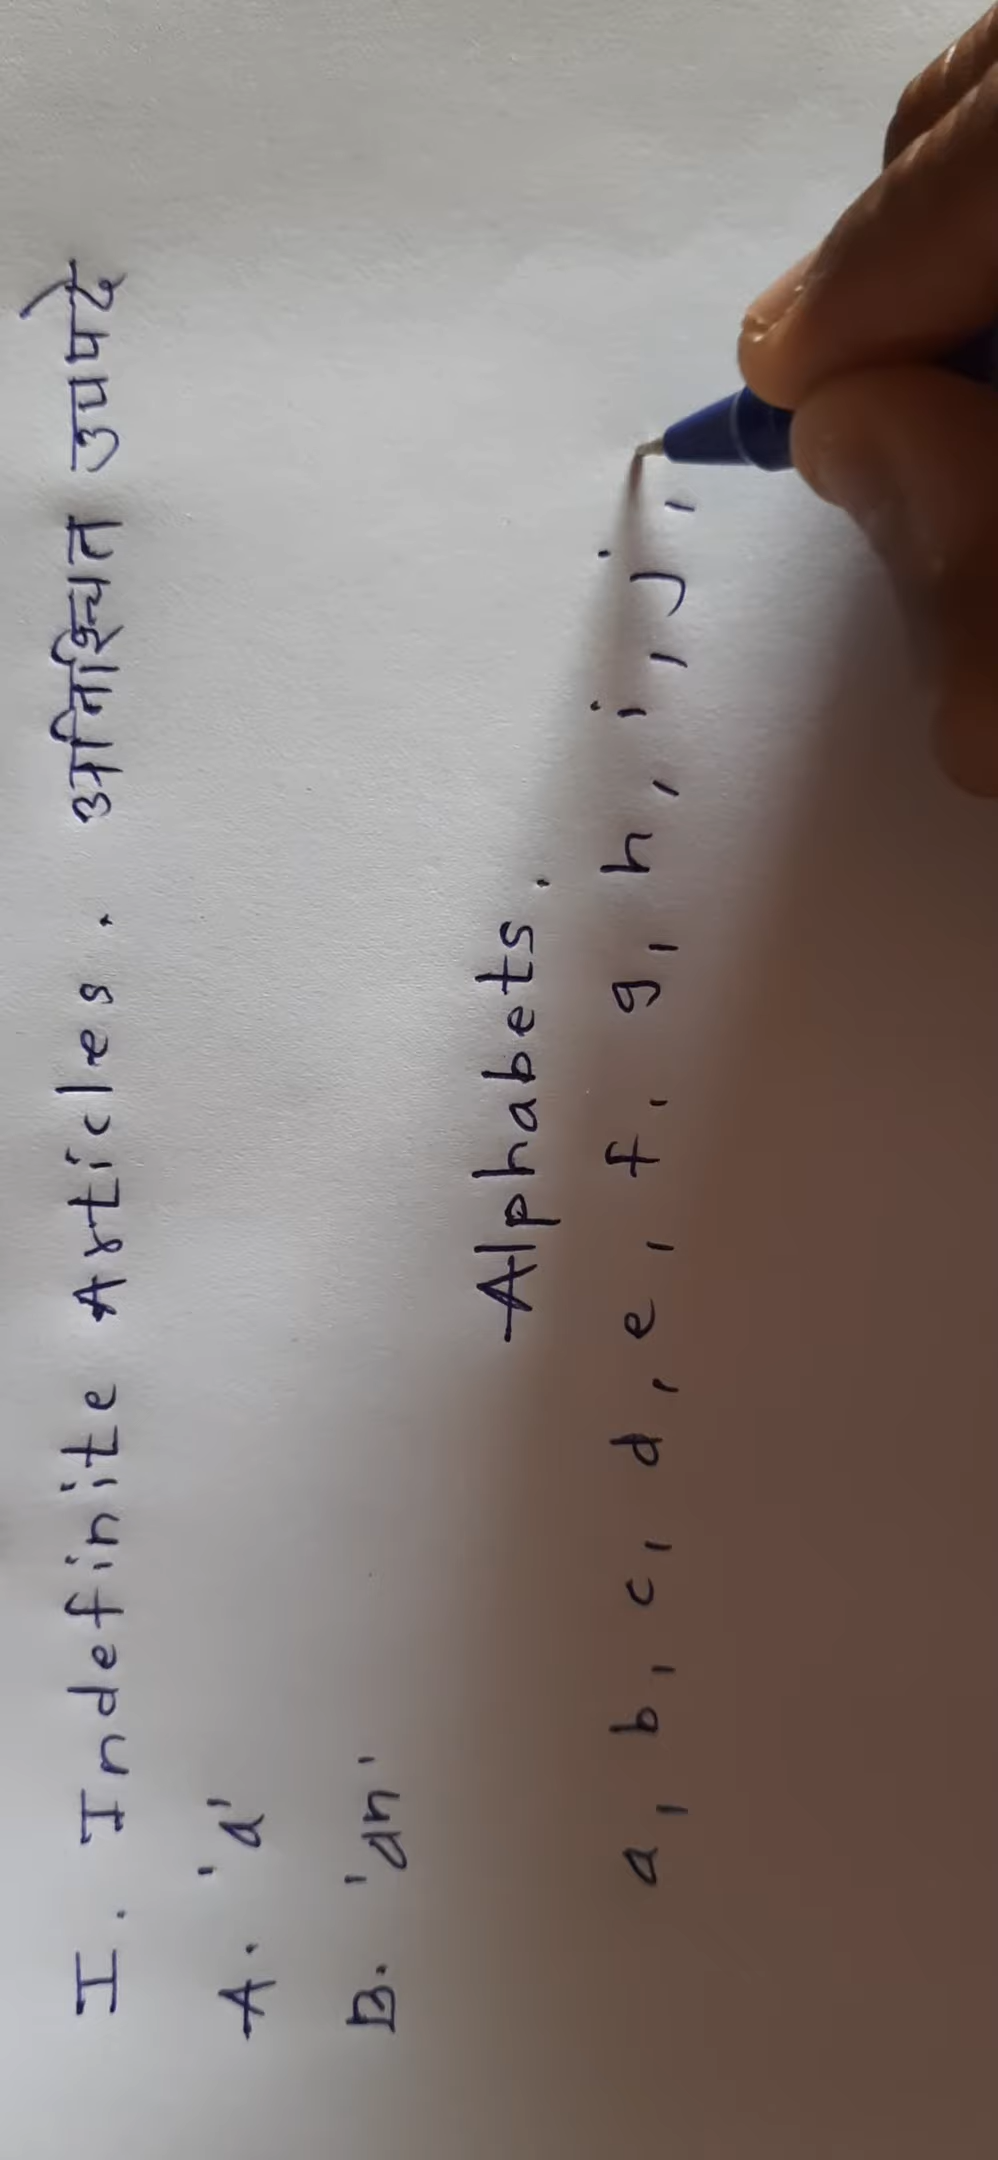 I. Indefinite Articles. अनिश्चित उपपदे
A. 'a'
B. 'an'
Alphabets.
a, b, c, d, e, f, g, h, i, j,